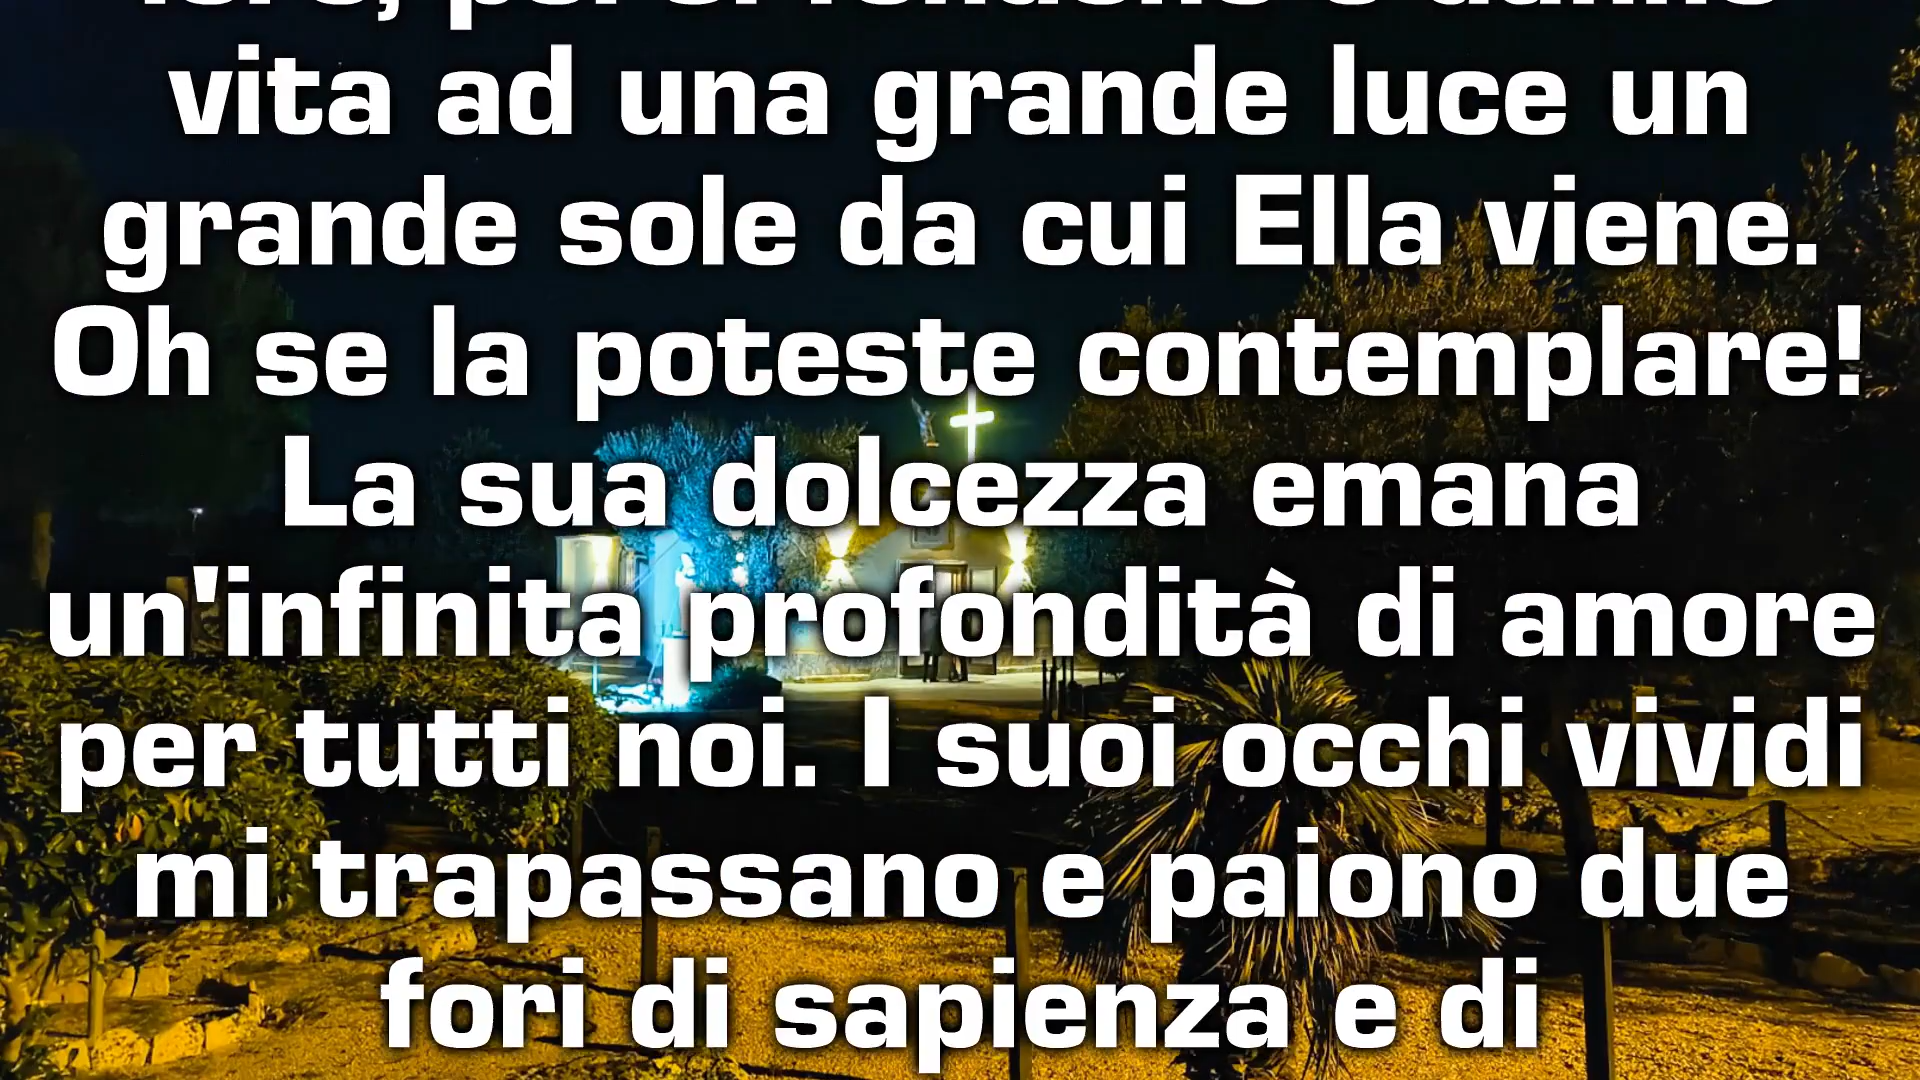 vita ad una grande luce un
grande sole da cui Ella viene.
Oh se la poteste contemplare!
La sua dolcezza emana
un'infinita profondità di amore
per tutti noi. I suoi occhi vividi
mi trapassano e paiono due
fori di sapienza e di